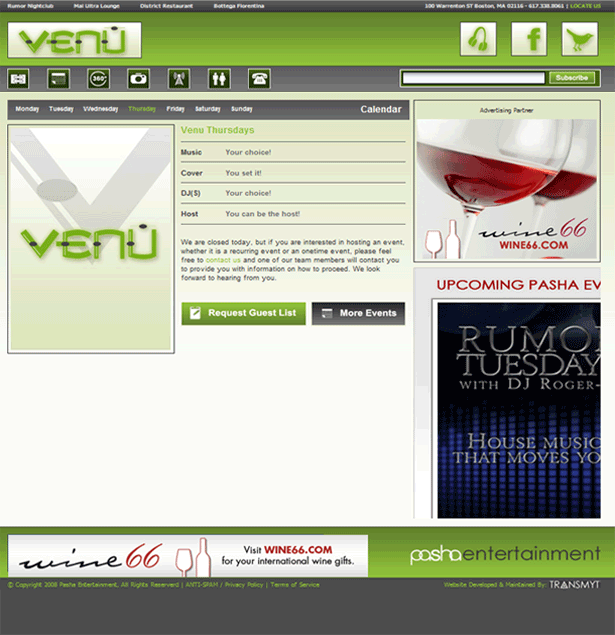 Rumor Nightclub Mai Ultra Lounge District Restaurant Bottega Fiorentina
100 Warrenton ST Boston, MA 02116 - 617.338.8061 | LOCATE US
VENÙ
360°
Subscribe
Monday Tuesday Wednesday Thursday Friday Saturday Sunday
Calendar
VENÙ
Venu Thursdays
Music Your choice!
Cover You set it!
DJ(S) Your choice!
Host You can be the host!
We are closed today, but if you are interested in hosting an event,
whether it is a recurring event or an onetime event, please feel
free to contact us and one of our team members will contact you
to provide you with information on how to proceed. We look
forward to hearing from you.
Request Guest List
More Events
Advertising Partner
wine66
WINE66.COM
UPCOMING PASHA EV
RUMO
TUESDAY
WITH DJ ROGER-
HOUSE MUSIC
THAT MOVES YO
wine66
Visit WINE66.COM
for your international wine gifts.
pashaentertainment
© Copyright 2008 Pasha Entertainment, All Rights Reserverd | ANTI-SPAM / Privacy Policy | Terms of Service
Website Developed & Maintained By: TRANSMYT